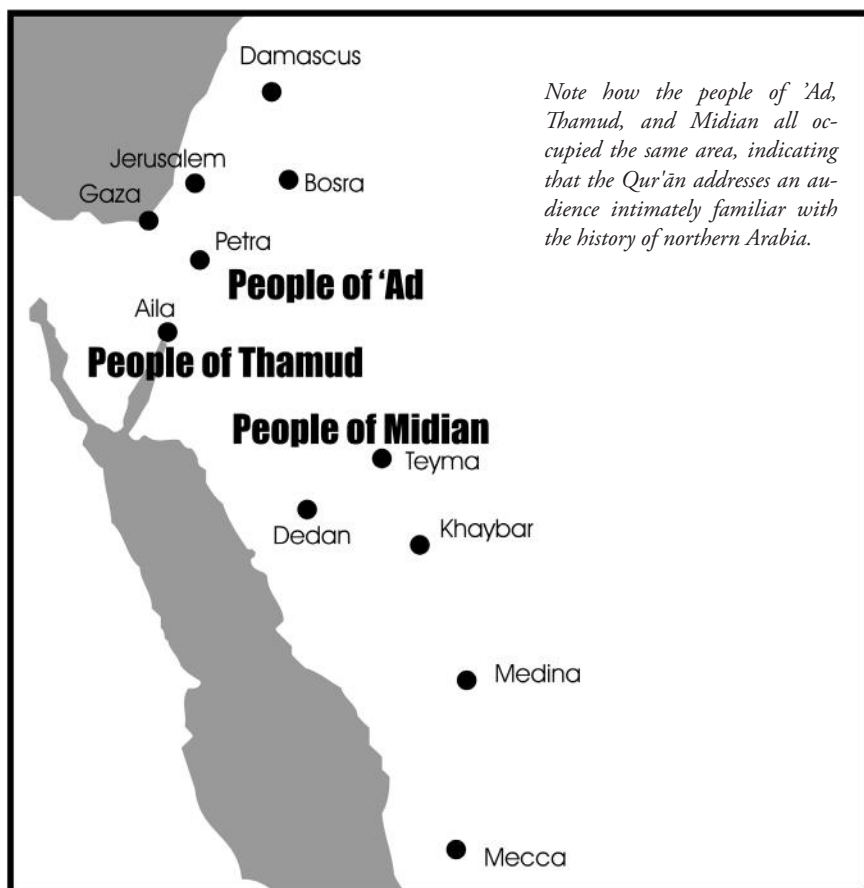 Damascus
Note how the people of ’Ad,
Thamud, and Midian all oc-
cupied the same area, indicating
that the Qur'ān addresses an au-
dience intimately familiar with
the history of northern Arabia.
Jerusalem
Bosra
Gaza
Petra
People of ‘Ad
Aila
People of Thamud
People of Midian
Teyma
Dedan
Khaybar
Medina
Mecca